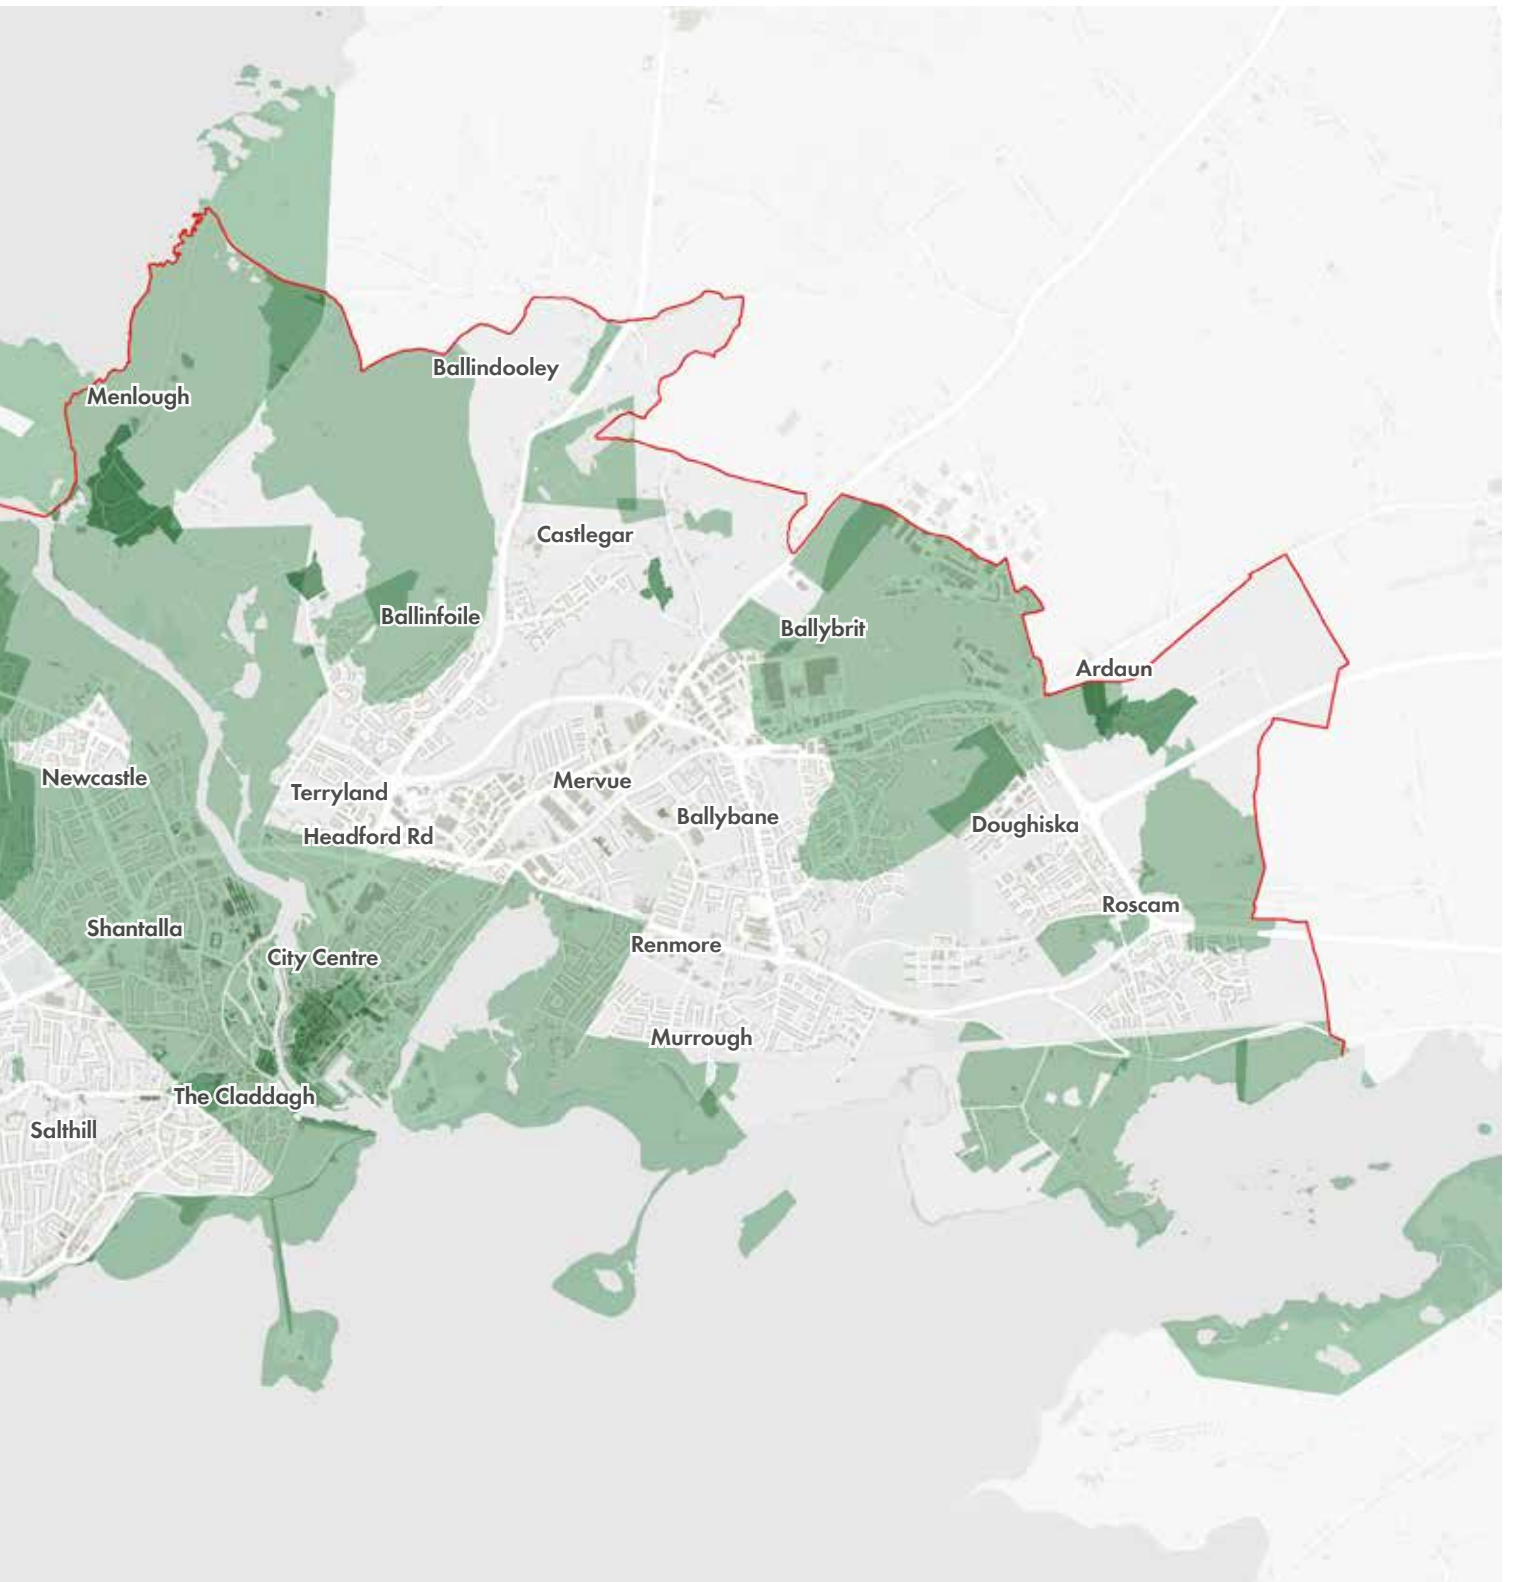 Ballindooley
Menlough
Castlegar
Ballinfoile
Ballybrit
Ardaun
Newcastle
Terryland
Mervue
Ballybane
Doughiska
Headford Rd
Roscam
Shantalla
City Centre
Renmore
Murrough
The Claddagh
Salthill